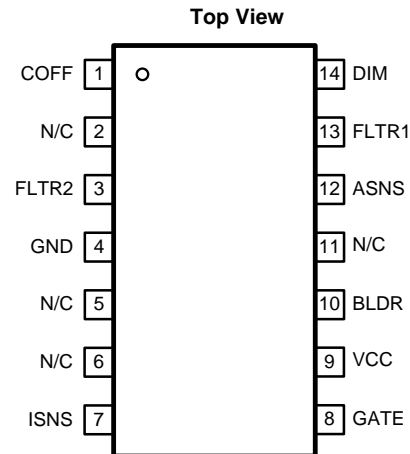 Top View
COFF 1 14 DIM
N/C 2 13 FLTR1
FLTR2 3 12 ASNS
GND 4 11 N/C
N/C 5 10 BLDR
N/C 6 9 VCC
ISNS 7 8 GATE